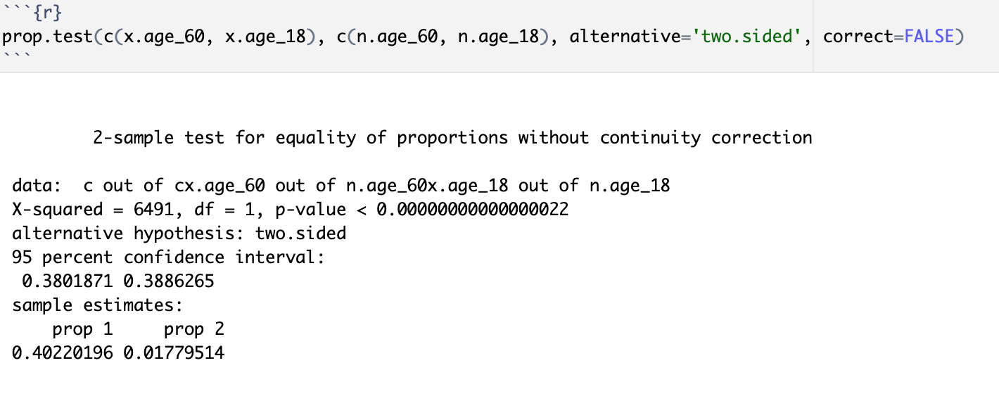 ```{r}
prop.test(c(x.age_60, x.age_18), c(n.age_60, n.age_18), alternative='two.sided', correct=FALSE)
```
2-sample test for equality of proportions without continuity correction
data:  c out of cx.age_60 out of n.age_60x.age_18 out of n.age_18
X-squared = 6491, df = 1, p-value < 0.00000000000000022
alternative hypothesis: two.sided
95 percent confidence interval:
 0.3801871 0.3886265
sample estimates:
    prop 1     prop 2
0.40220196 0.01779514